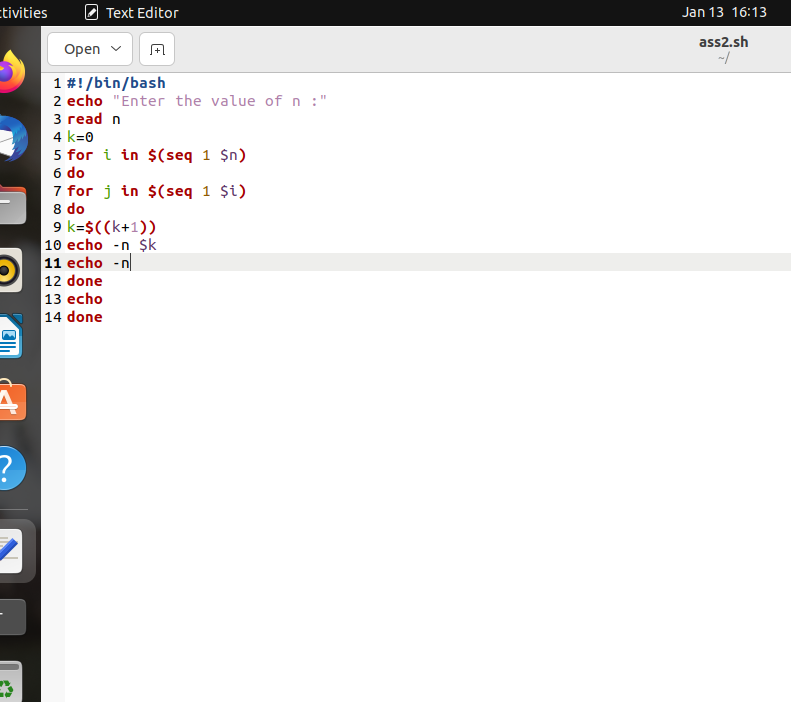 tivities Text Editor Jan 13 16:13
Open ass2.sh
~/
1 #!/bin/bash
2 echo "Enter the value of n :"
3 read n
4 k=0
5 for i in $(seq 1 $n)
6 do
7 for j in $(seq 1 $i)
8 do
9 k=$((k+1))
10 echo -n $k
11 echo -n
12 done
13 echo
14 done